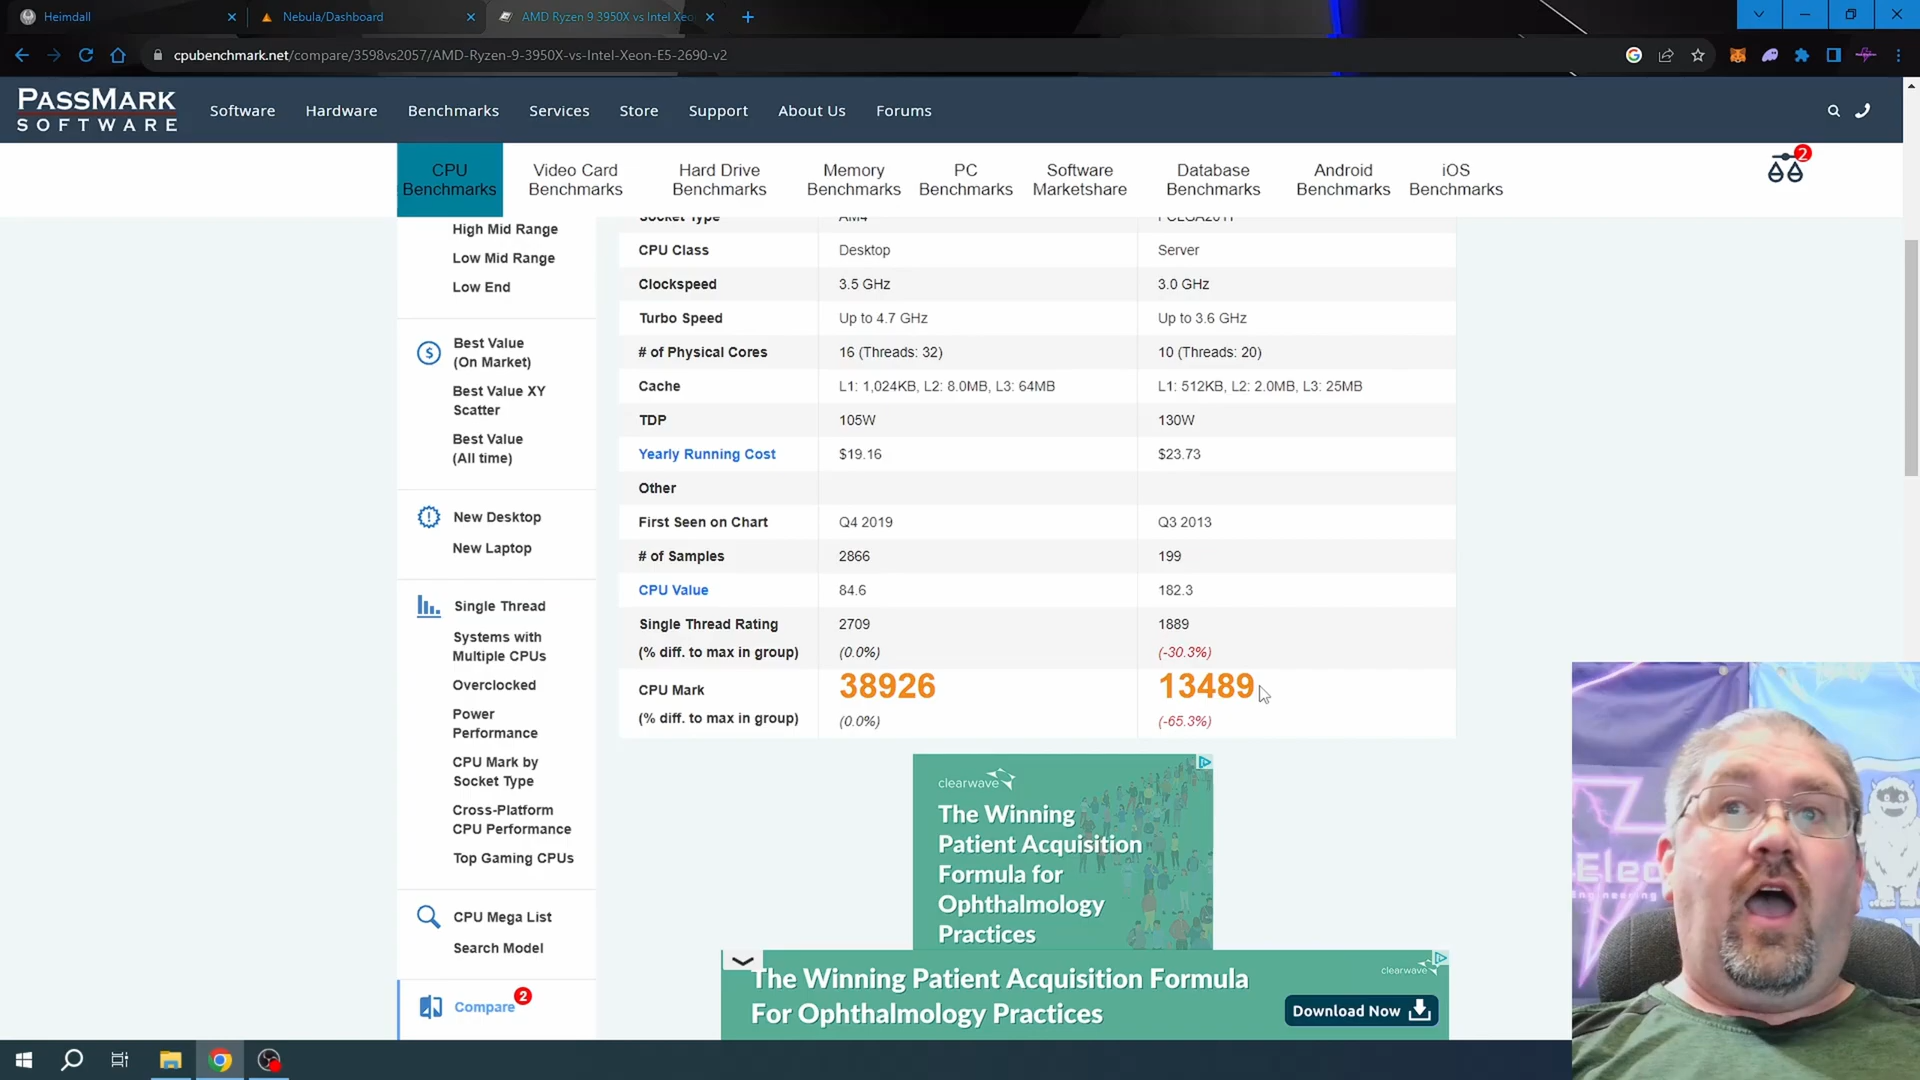 Heimdall
Nebula/Dashboard
AMD Ryzen 9 3950X vs Intel Xeo
cpubenchmark.net/compare/3598vs2057/AMD-Ryzen-9-3950X-vs-Intel-Xeon-E5-2690-v2
PASSMARK
SOFTWARE
Software
Hardware
Benchmarks
Services
Store
Support
About Us
Forums
CPU
Benchmarks
Video Card
Benchmarks
Hard Drive
Benchmarks
Memory
Benchmarks
PC
Benchmarks
Software
Marketshare
Database
Benchmarks
Android
Benchmarks
iOS
Benchmarks
2
High Mid Range
Low Mid Range
Low End
Best Value
(On Market)
Best Value XY
Scatter
Best Value
(All time)
New Desktop
New Laptop
Single Thread
Systems with
Multiple CPUs
Overclocked
Power
Performance
CPU Mark by
Socket Type
Cross-Platform
CPU Performance
Top Gaming CPUs
CPU Mega List
Search Model
Compare 2
Socket Type AM4 FCLGA2011
CPU Class Desktop Server
Clockspeed 3.5 GHz 3.0 GHz
Turbo Speed Up to 4.7 GHz Up to 3.6 GHz
# of Physical Cores 16 (Threads: 32) 10 (Threads: 20)
Cache L1: 1,024KB, L2: 8.0MB, L3: 64MB L1: 512KB, L2: 2.0MB, L3: 25MB
TDP 105W 130W
Yearly Running Cost $19.16 $23.73
Other
First Seen on Chart Q4 2019 Q3 2013
# of Samples 2866 199
CPU Value 84.6 182.3
Single Thread Rating 2709 1889
(% diff. to max in group) (0.0%) (-30.3%)
CPU Mark 38926 13489
(% diff. to max in group) (0.0%) (-65.3%)
clearwave
The Winning
Patient Acquisition
Formula for
Ophthalmology
Practices
The Winning Patient Acquisition Formula
For Ophthalmology Practices
clearwave
Download Now